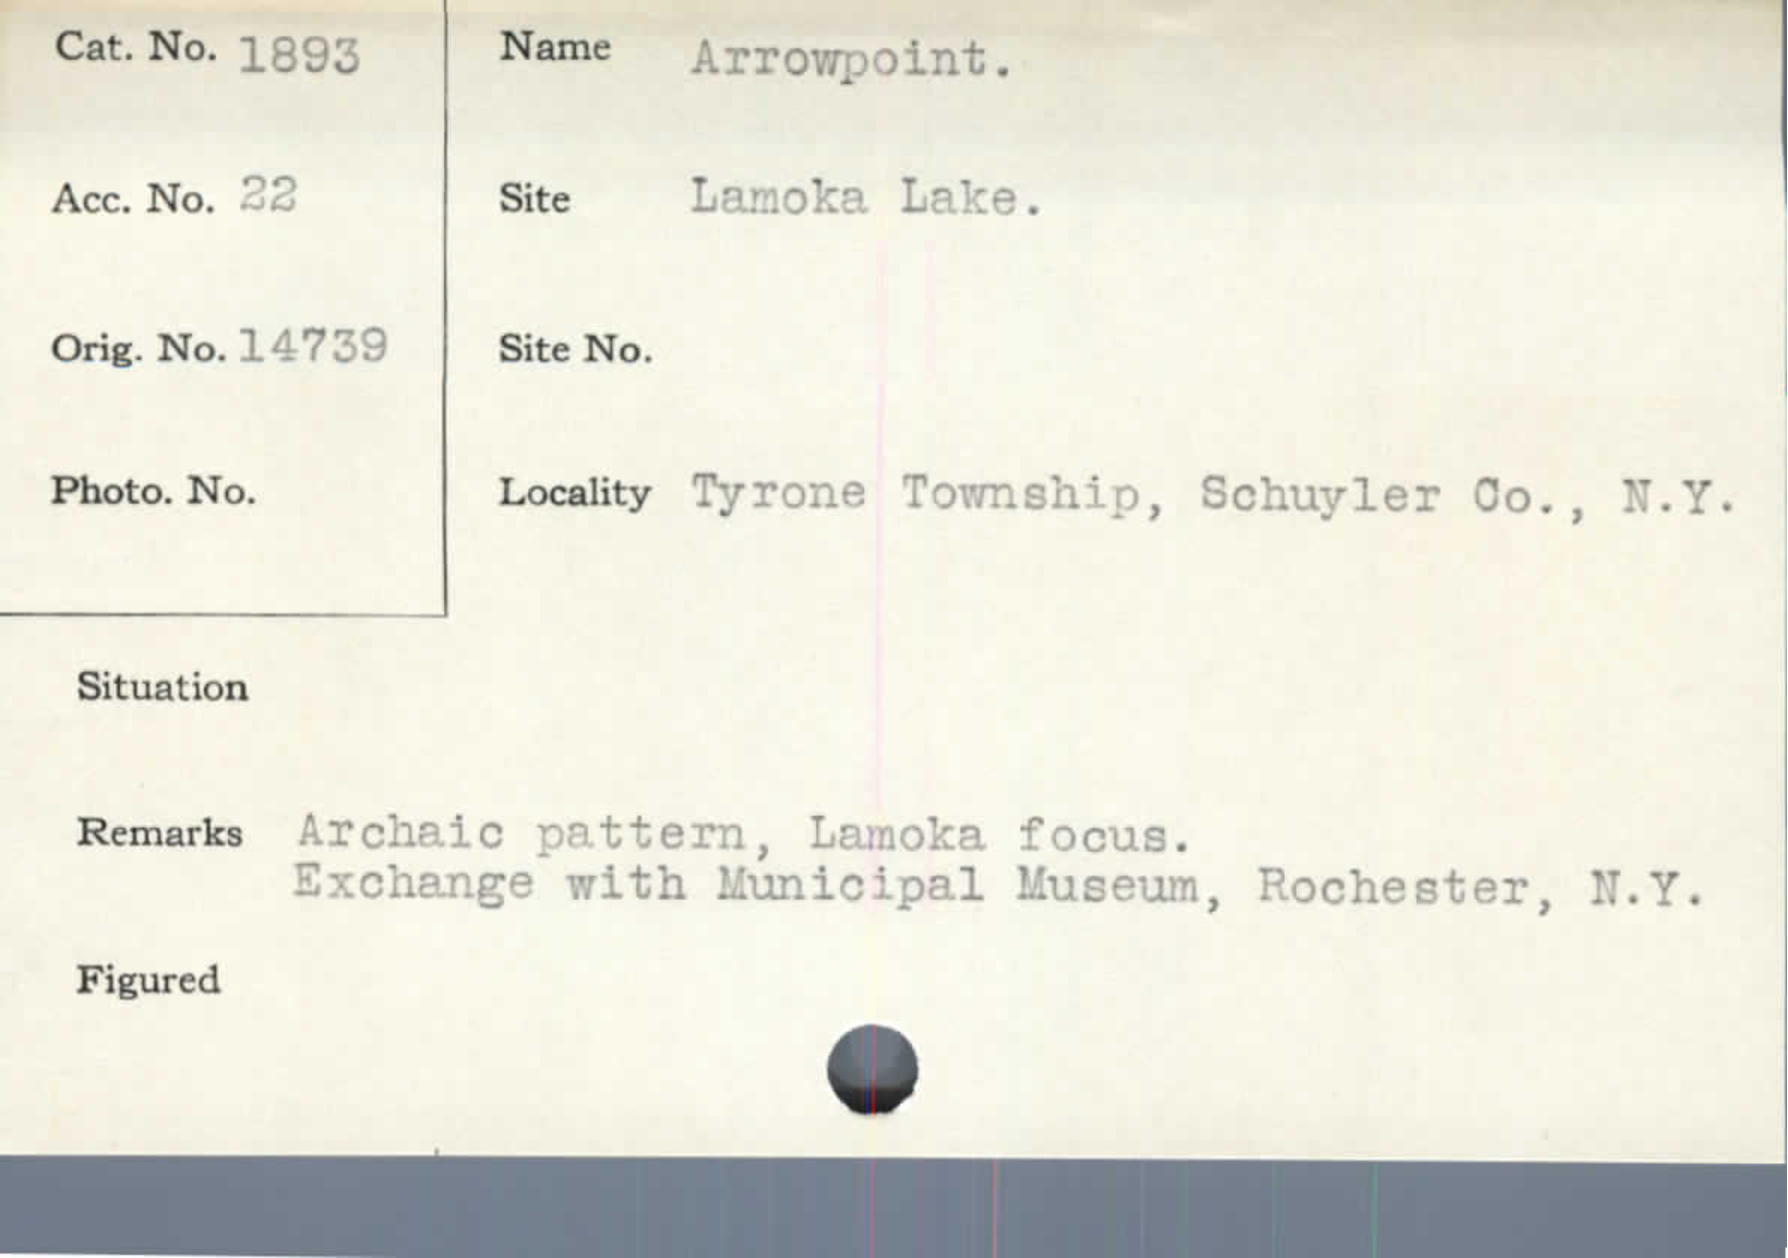 Cat. No. 1893
Name Arrowpoint.
Acc. No. 22
Site Lamoka Lake.
Orig. No. 14739
Site No.
Photo. No.
Locality Tyrone Township, Schuyler Co., N.Y.
Situation
Remarks Archaic pattern, Lamoka focus.
Exchange with Municipal Museum, Rochester, N.Y.
Figured